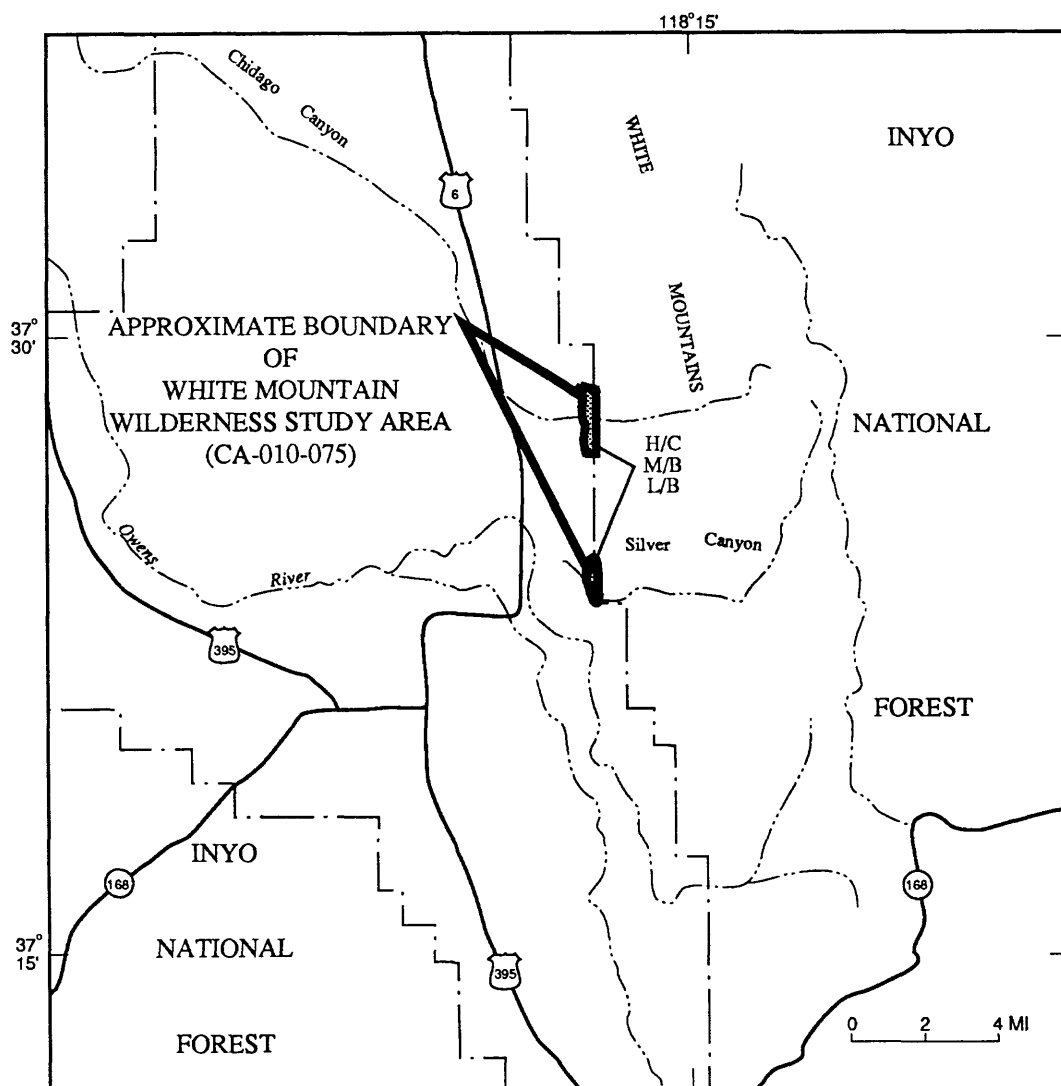 118°15'
Chidago
Canyon
WHITE
INYO
6
MOUNTAINS
37°
30'
APPROXIMATE BOUNDARY
OF
WHITE MOUNTAIN
WILDERNESS STUDY AREA
(CA-010-075)
NATIONAL
H/C
M/B
L/B
Silver Canyon
Owens
River
395
FOREST
INYO
168
168
NATIONAL
37°
15'
395
FOREST
0 2 4 MI